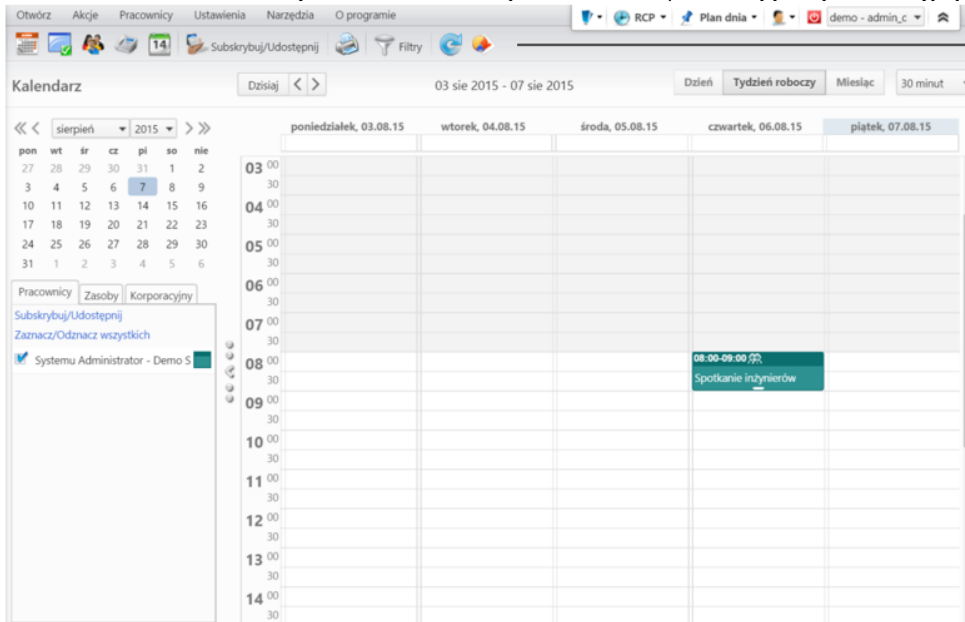 Otwórz Akcje Pracownicy Ustawienia Narzędzia O programie
RCP Plan dnia demo - admin_c
14 Subskrybuj/Udostępnij Filtry
Kalendarz Dzisiaj 03 sie 2015 - 07 sie 2015 Dzień Tydzień roboczy Miesiąc 30 minut
sierpień 2015
poniedziałek, 03.08.15 wtorek, 04.08.15 środa, 05.08.15 czwartek, 06.08.15 piątek, 07.08.15
pon wt śr cz pi so nie
27 28 29 30 31 1 2
3 4 5 6 7 8 9
10 11 12 13 14 15 16
17 18 19 20 21 22 23
24 25 26 27 28 29 30
31 1 2 3 4 5 6
Pracownicy Zasoby Korporacyjny
Subskrybuj/Udostępnij
Zaznacz/Odznacz wszystkich
Systemu Administrator - Demo S
03 00
30
04 00
30
05 00
30
06 00
30
07 00
30
08 00
30
09 00
30
10 00
30
11 00
30
12 00
30
13 00
30
14 00
30
08:00-09:00
Spotkanie inżynierów